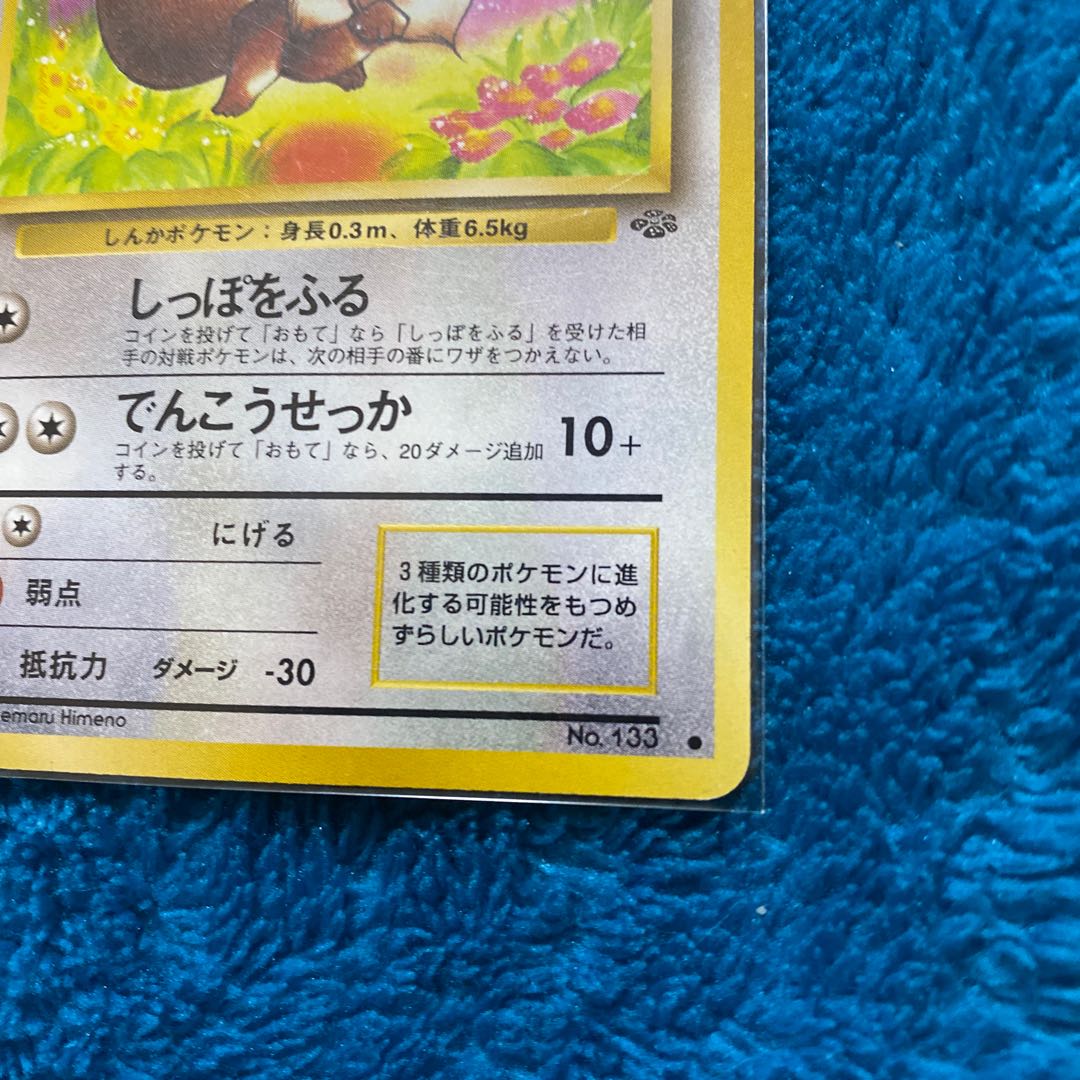 しんかポケモン：身長0.3m、体重6.5kg
しっぽをふる
コインを投げて「おもて」なら「しっぽをふる」を受けた相
手の対戦ポケモンは、次の相手の番にワザをつかえない。
でんこうせっか
10+
コインを投げて「おもて」なら、20ダメージ追加
する。
にげる
弱点
抵抗力 ダメージ -30
3種類のポケモンに進
化する可能性をもつめ
ずらしいポケモンだ。
emaru Himeno
No. 133